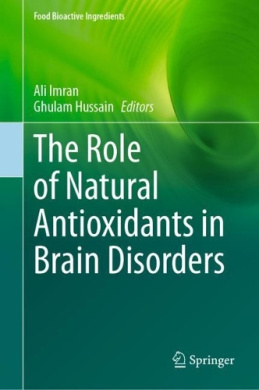 Food Bioactive Ingredients
Ali Imran
Ghulam Hussain Editors
The Role
of Natural
Antioxidants in
Brain Disorders
Springer